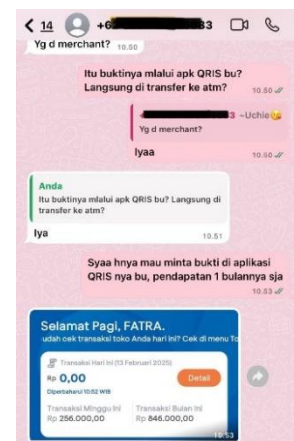 14
+6 3
Yg d merchant? 10.50
Itu buktinya mlalui apk QRIS bu?
Langsung di transfer ke atm?
10.50
3 ~Uchie😘
Yg d merchant?
Iyaa
10.50
Anda
Itu buktinya mlalui apk QRIS bu? Langsung di
transfer ke atm?
Iya
10.51
Syaa hnya mau minta bukti di aplikasi
QRIS nya bu, pendapatan 1 bulannya sja
10.53
Selamat Pagi, FATRA.
udah cek transaksi toko Anda hari ini? Cek di menu To
Transaksi Hari Ini (13 Februari 2025)
Rp 0,00
Detail
Diperbaharui 10:52 WIB
Transaksi Minggu Ini
Transaksi Bulan Ini
Rp 256.000,00
Rp 846.000,00
10.53